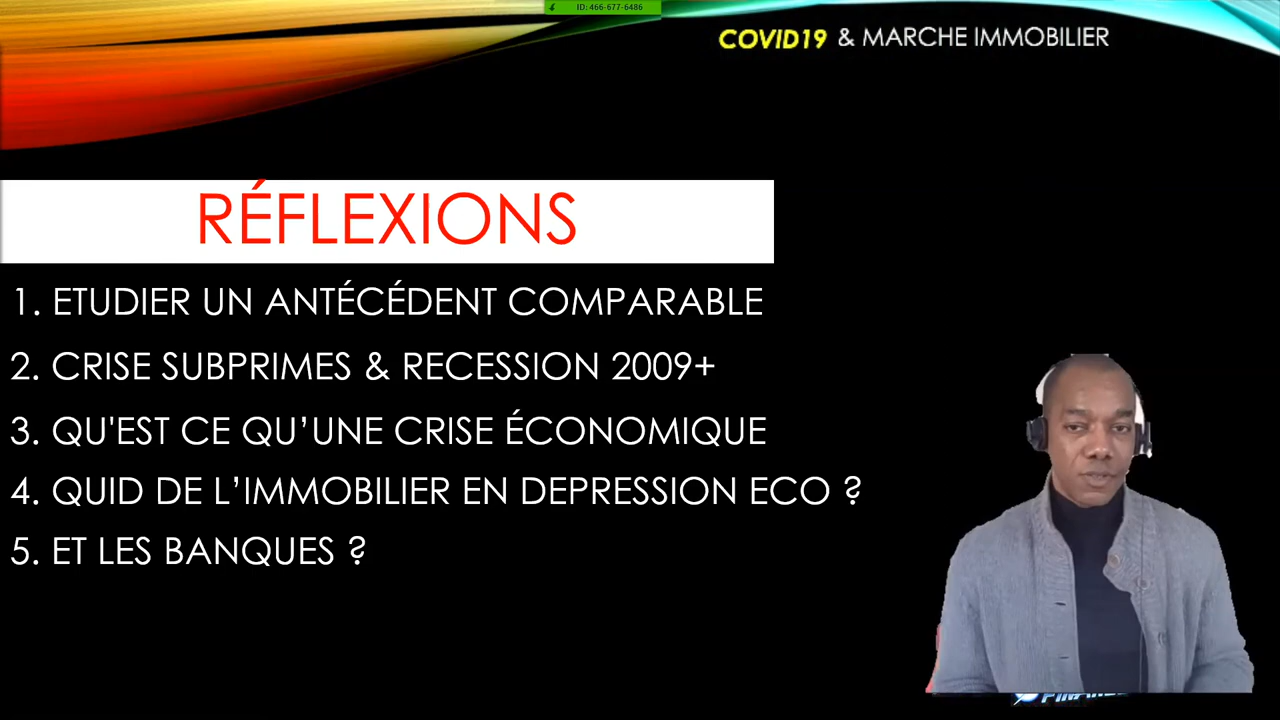 ID: 466-677-6486
COVID19 & MARCHE IMMOBILIER
RÉFLEXIONS
1. ETUDIER UN ANTÉCÉDENT COMPARABLE
2. CRISE SUBPRIMES & RECESSION 2009+
3. QU'EST CE QU’UNE CRISE ÉCONOMIQUE
4. QUID DE L’IMMOBILIER EN DEPRESSION ECO ?
5. ET LES BANQUES ?